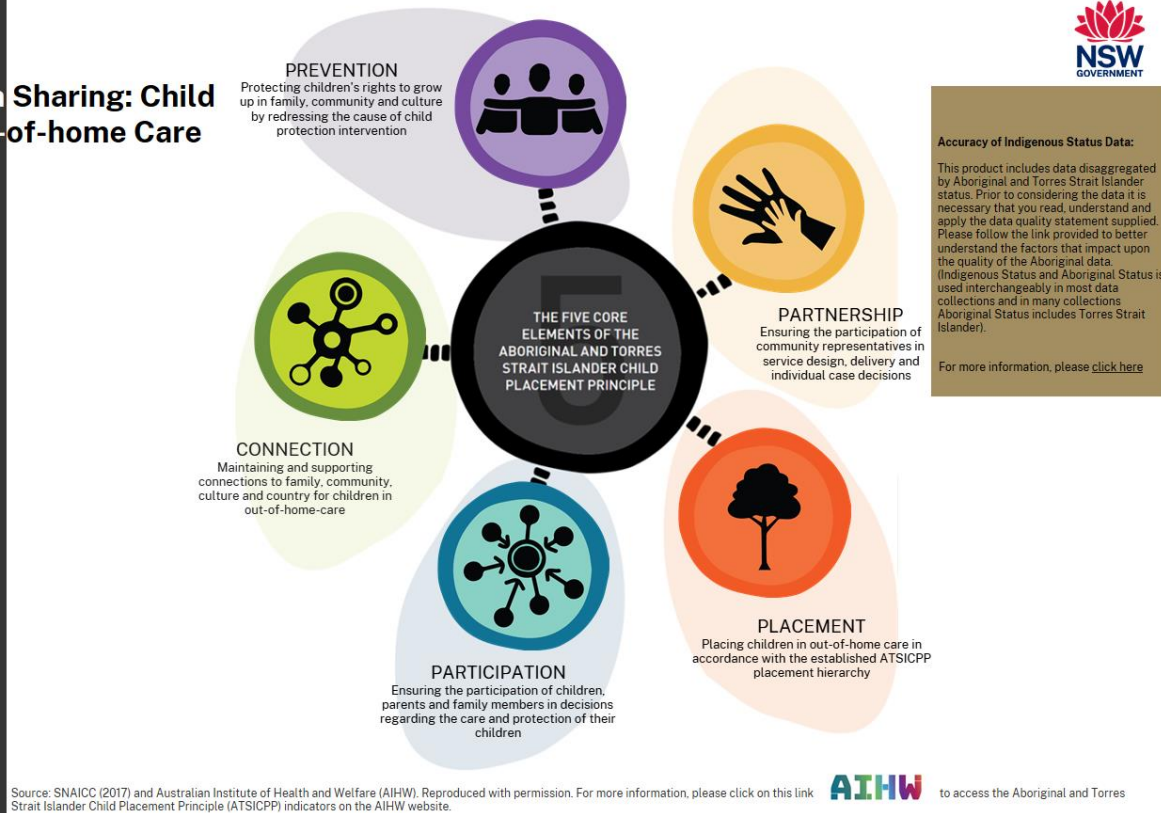 Sharing: Child
-of-home Care
PREVENTION
Protecting children's rights to grow
up in family, community and culture
by redressing the cause of child
protection intervention
NSW
GOVERNMENT
Accuracy of Indigenous Status Data:
This product includes data disaggregated
by Aboriginal and Torres Strait Islander
status. Prior to considering the data it is
necessary that you read, understand and
apply the data quality statement supplied.
Please follow the link provided to better
understand the factors that impact upon
the quality of the Aboriginal data.
(Indigenous Status and Aboriginal Status is
used interchangeably in most data
collections and in many collections
Aboriginal Status includes Torres Strait
Islander).
For more information, please click here
5
THE FIVE CORE
ELEMENTS OF THE
ABORIGINAL AND TORRES
STRAIT ISLANDER CHILD
PLACEMENT PRINCIPLE
PARTNERSHIP
Ensuring the participation of
community representatives in
service design, delivery and
individual case decisions
CONNECTION
Maintaining and supporting
connections to family, community,
culture and country for children in
out-of-home-care
PLACEMENT
Placing children in out-of-home care in
accordance with the established ATSICPP
placement hierarchy
PARTICIPATION
Ensuring the participation of children,
parents and family members in decisions
regarding the care and protection of their
children
Source: SNAICC (2017) and Australian Institute of Health and Welfare (AIHW). Reproduced with permission. For more information, please click on this link AIHW to access the Aboriginal and Torres
Strait Islander Child Placement Principle (ATSICPP) indicators on the AIHW website.